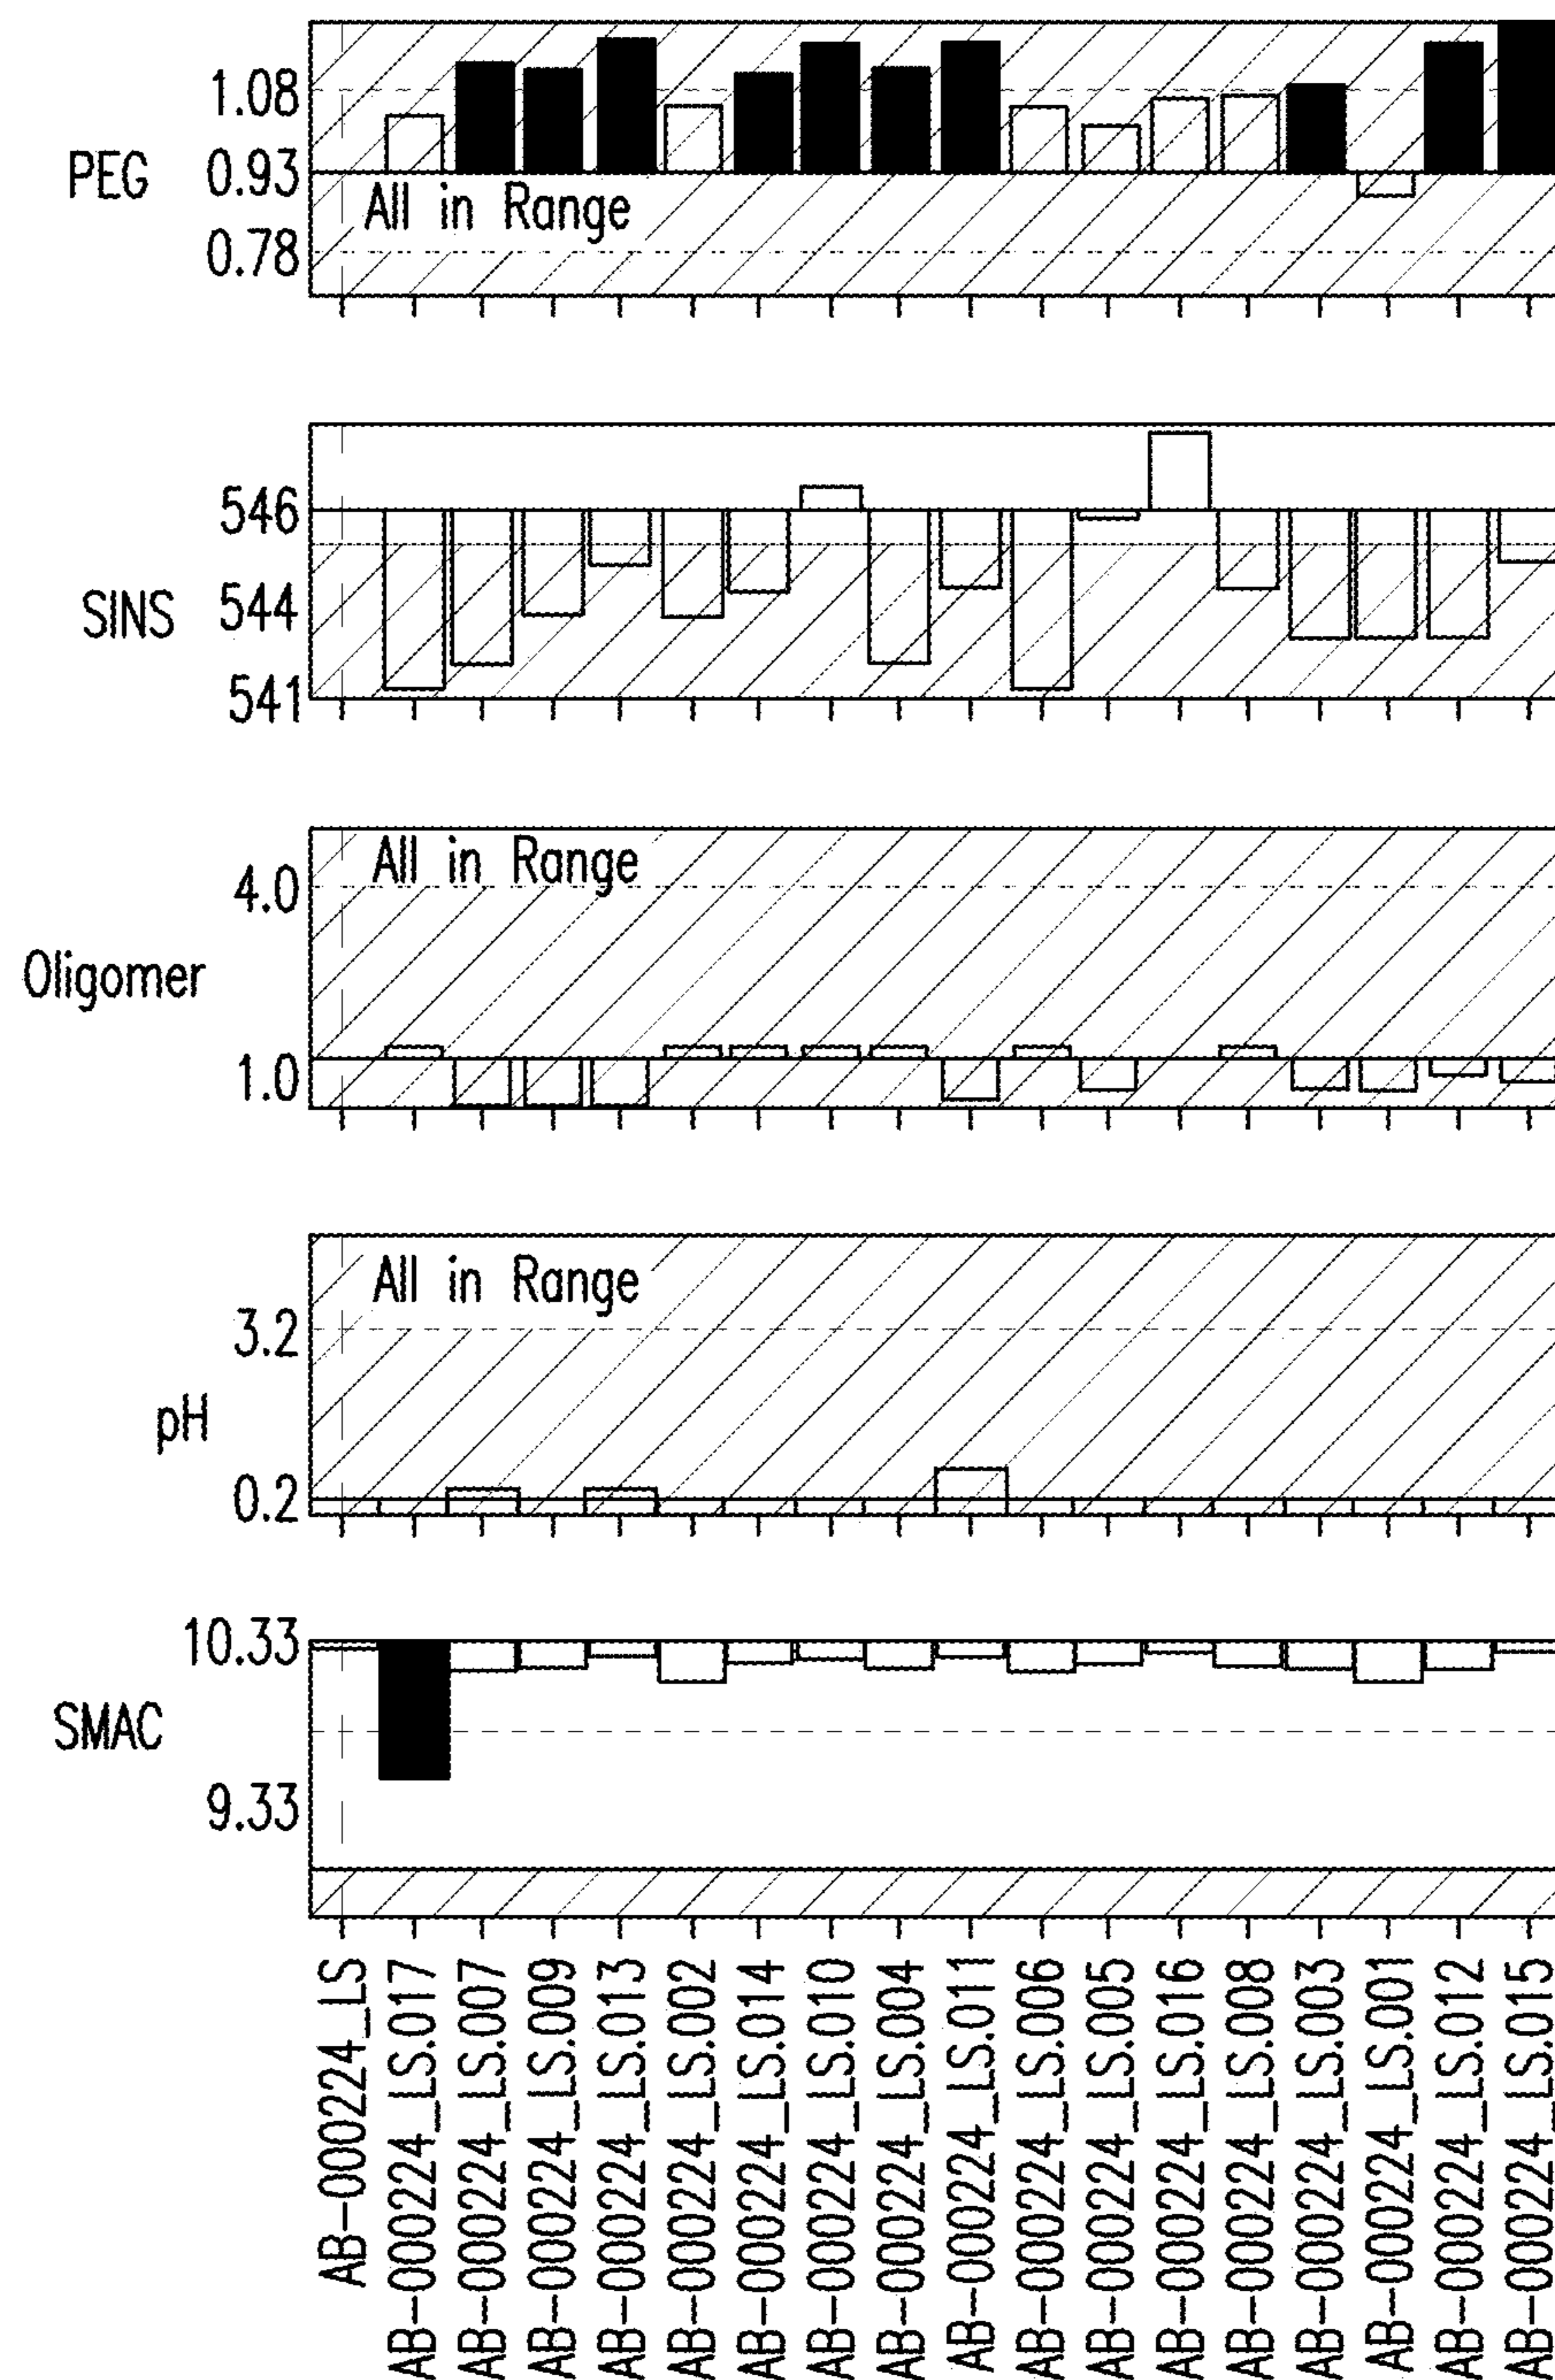 1.08
PEG 0.93
All in Range
0.78
546
SINS 544
541
All in Range
4.0
Oligomer
1.0
All in Range
3.2
pH
0.2
10.33
SMAC
9.33
AB-000224_LS
AB-000224_LS.017
AB-000224_LS.007
AB-000224_LS.009
AB-000224_LS.013
AB-000224_LS.002
AB-000224_LS.014
AB-000224_LS.010
AB-000224_LS.004
AB-000224_LS.011
AB-000224_LS.006
AB-000224_LS.005
AB-000224_LS.016
AB-000224_LS.008
AB-000224_LS.003
AB-000224_LS.001
AB-000224_LS.012
AB-000224_LS.015